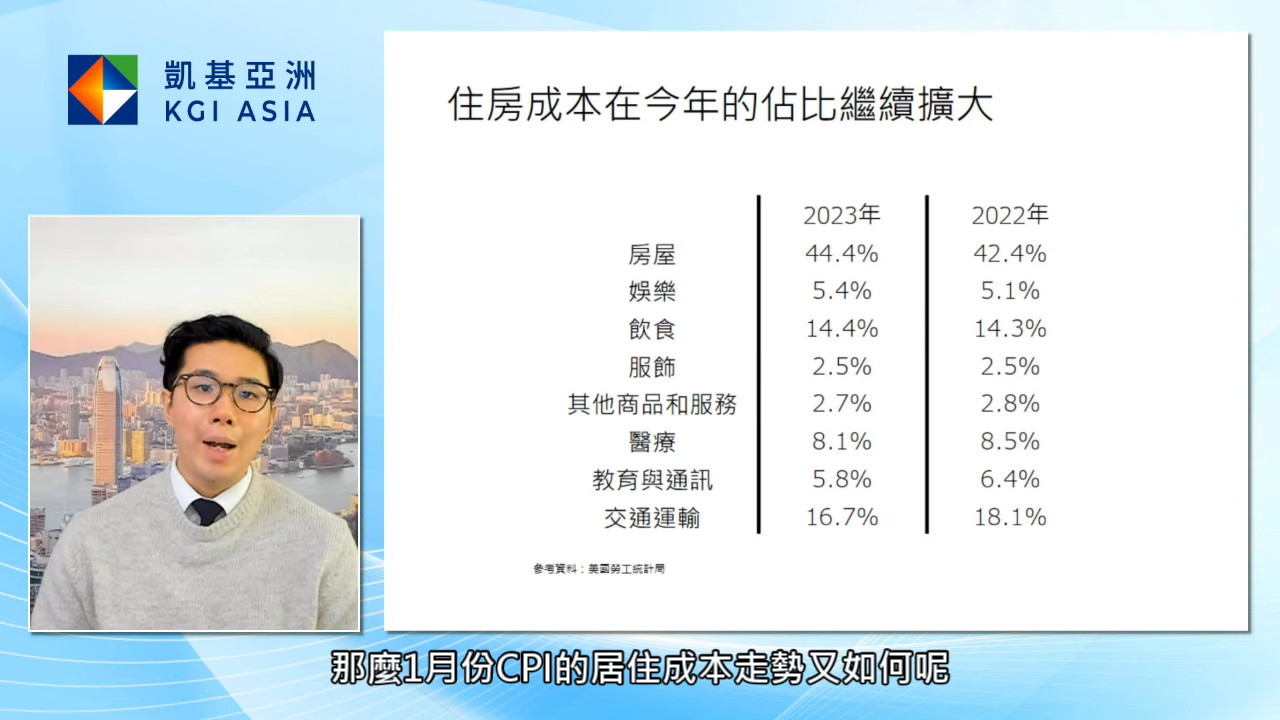 凱基亞洲
KGI ASIA
住房成本在今年的佔比繼續擴大
2023年 2022年
房屋 44.4% 42.4%
娛樂 5.4% 5.1%
飲食 14.4% 14.3%
服飾 2.5% 2.5%
其他商品和服務 2.7% 2.8%
醫療 8.1% 8.5%
教育與通訊 5.8% 6.4%
交通運輸 16.7% 18.1%
參考資料：美國勞工統計局
那麼1月份CPI的居住成本走勢又如何呢